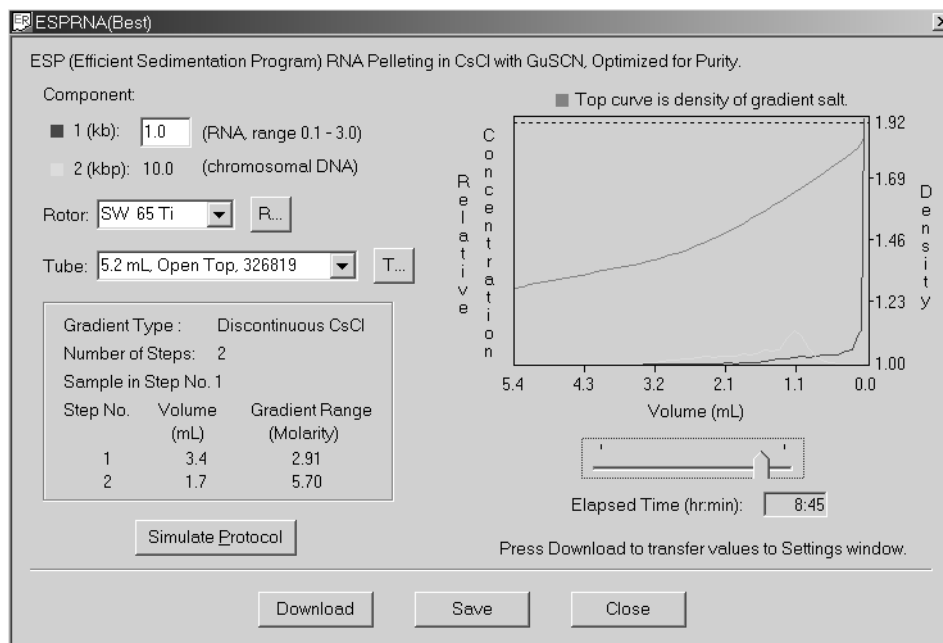 ESPRNA(Best)
ESP (Efficient Sedimentation Program) RNA Pelleting in CsCl with GuSCN, Optimized for Purity.
Component:
1 (kb): 1.0 (RNA, range 0.1 - 3.0)
2 (kbp): 10.0 (chromosomal DNA)
Rotor: SW 65 Ti R...
Tube: 5.2 mL, Open Top, 326819 T...
Gradient Type : Discontinuous CsCl
Number of Steps: 2
Sample in Step No. 1
Step No. Volume Gradient Range
(mL) (Molarity)
1 3.4 2.91
2 1.7 5.70
Simulate Protocol
Top curve is density of gradient salt.
Relative
Concentration
1.92
1.69
1.46
1.23
1.00
Density
5.4 4.3 3.2 2.1 1.1 0.0
Volume (mL)
Elapsed Time (hr:min): 8:45
Press Download to transfer values to Settings window.
Download Save Close